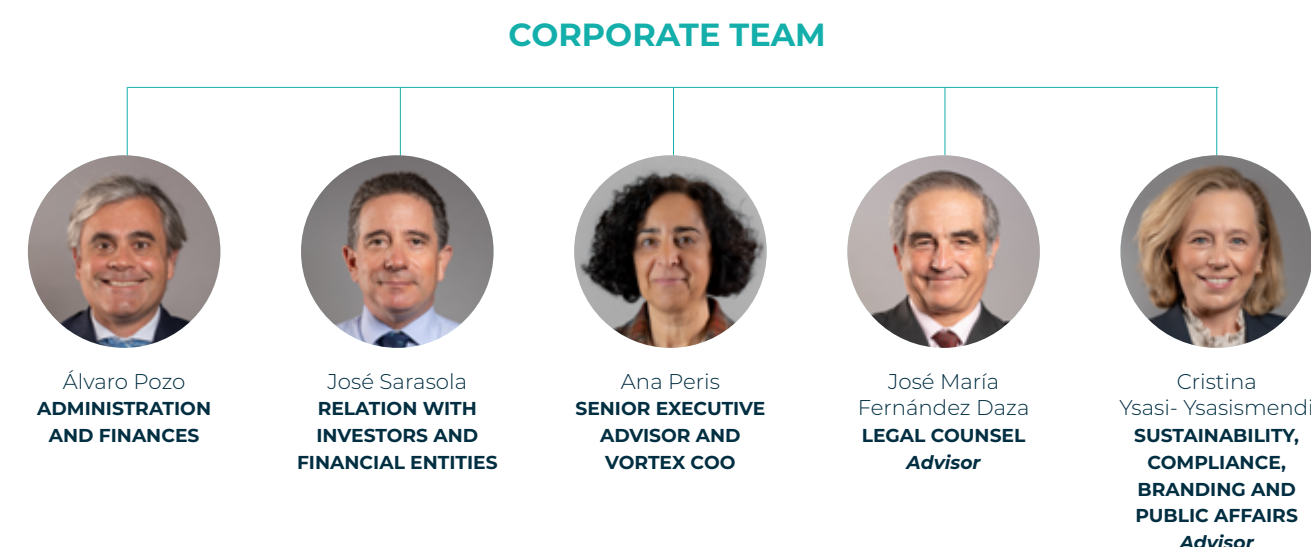 CORPORATE TEAM
Álvaro Pozo
ADMINISTRATION
AND FINANCES
José Sarasola
RELATION WITH
INVESTORS AND
FINANCIAL ENTITIES
Ana Peris
SENIOR EXECUTIVE
ADVISOR AND
VORTEX COO
José María
Fernández Daza
LEGAL COUNSEL
Advisor
Cristina
Ysasi- Ysasismendi
SUSTAINABILITY,
COMPLIANCE,
BRANDING AND
PUBLIC AFFAIRS
Advisor